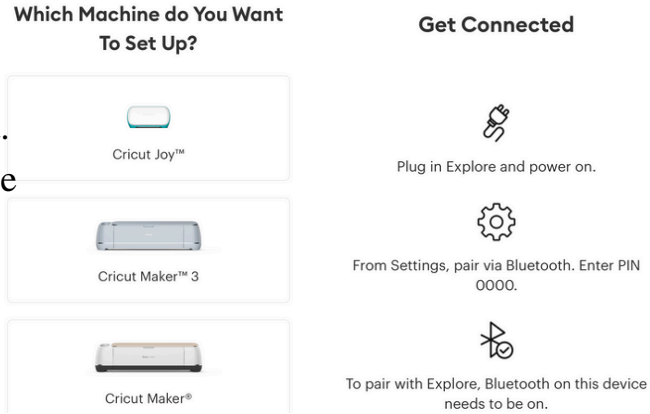 Which Machine do You Want
To Set Up?
.
Cricut Joy™
e
Cricut Maker™ 3
Cricut Maker®
Get Connected
Plug in Explore and power on.
From Settings, pair via Bluetooth. Enter PIN
0000.
To pair with Explore, Bluetooth on this device
needs to be on.